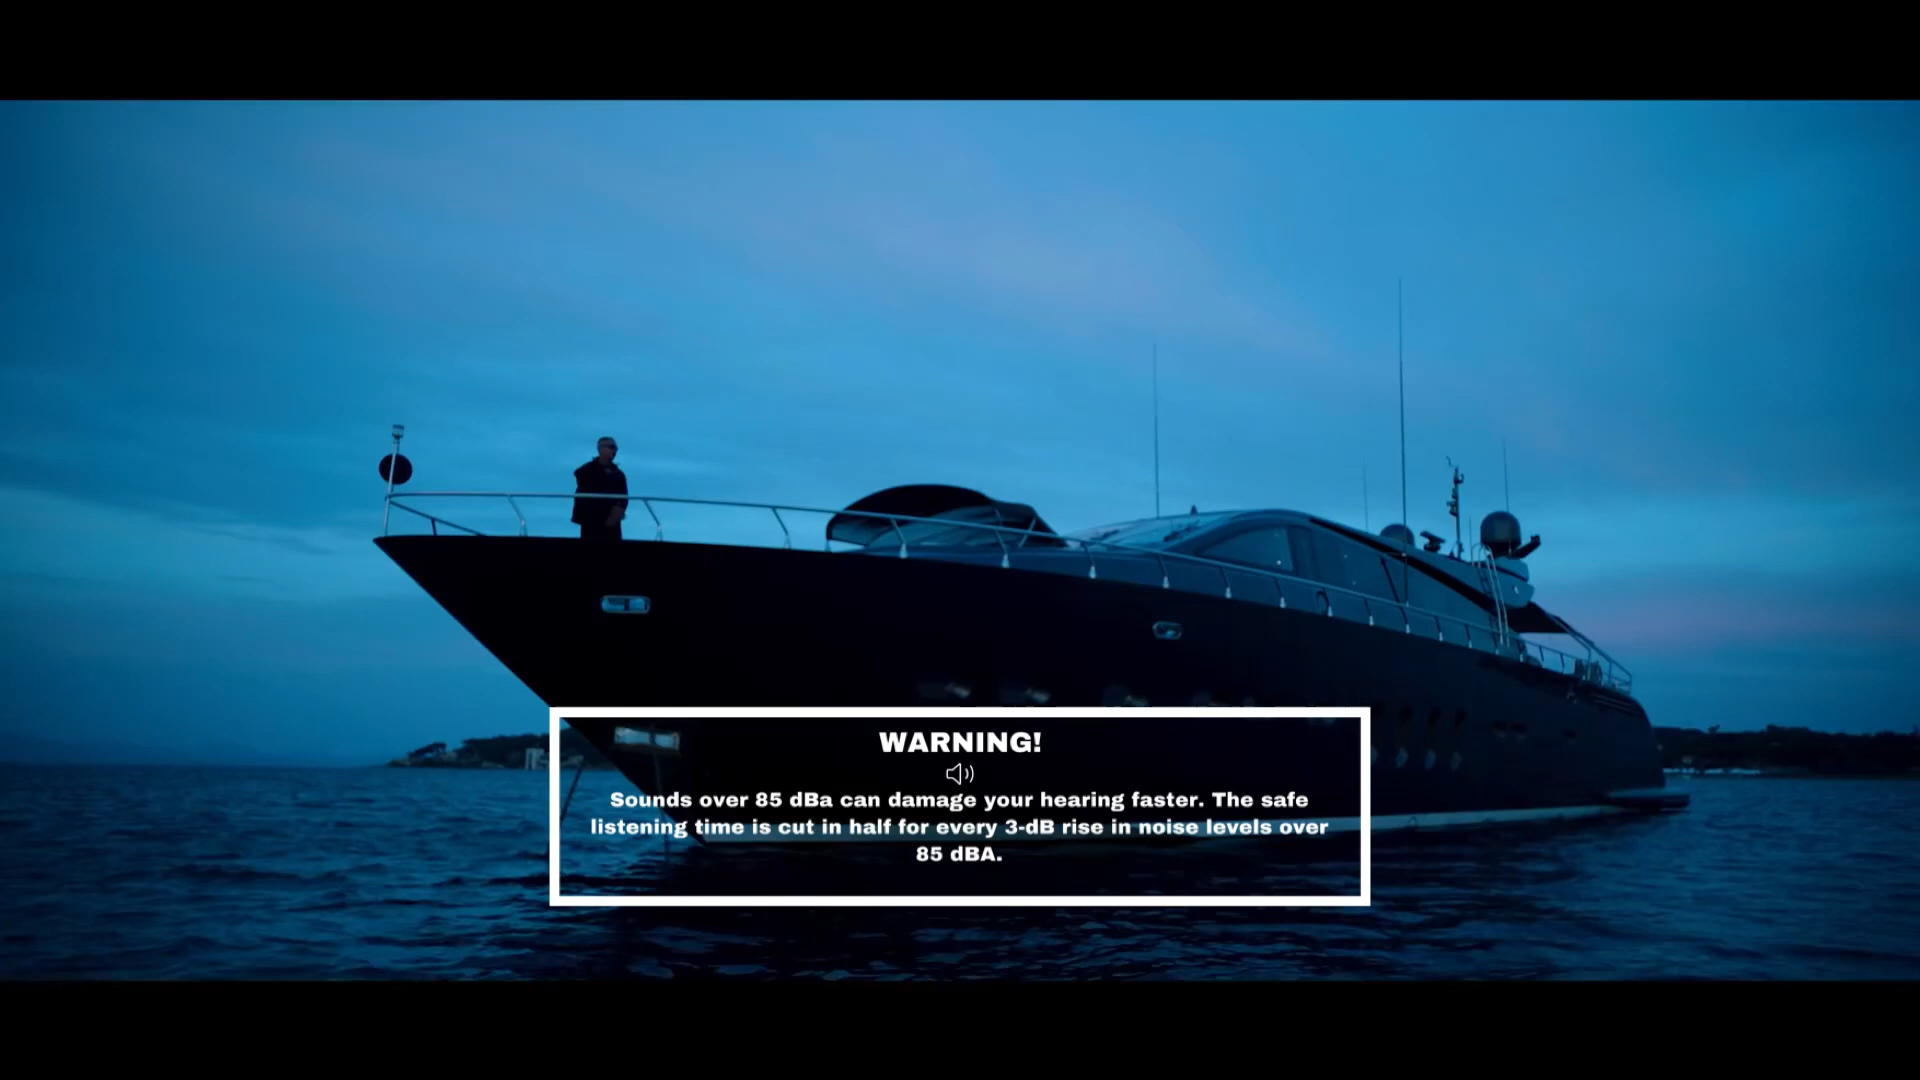 WARNING!
Sounds over 85 dBa can damage your hearing faster. The safe
listening time is cut in half for every 3-dB rise in noise levels over
85 dBA.